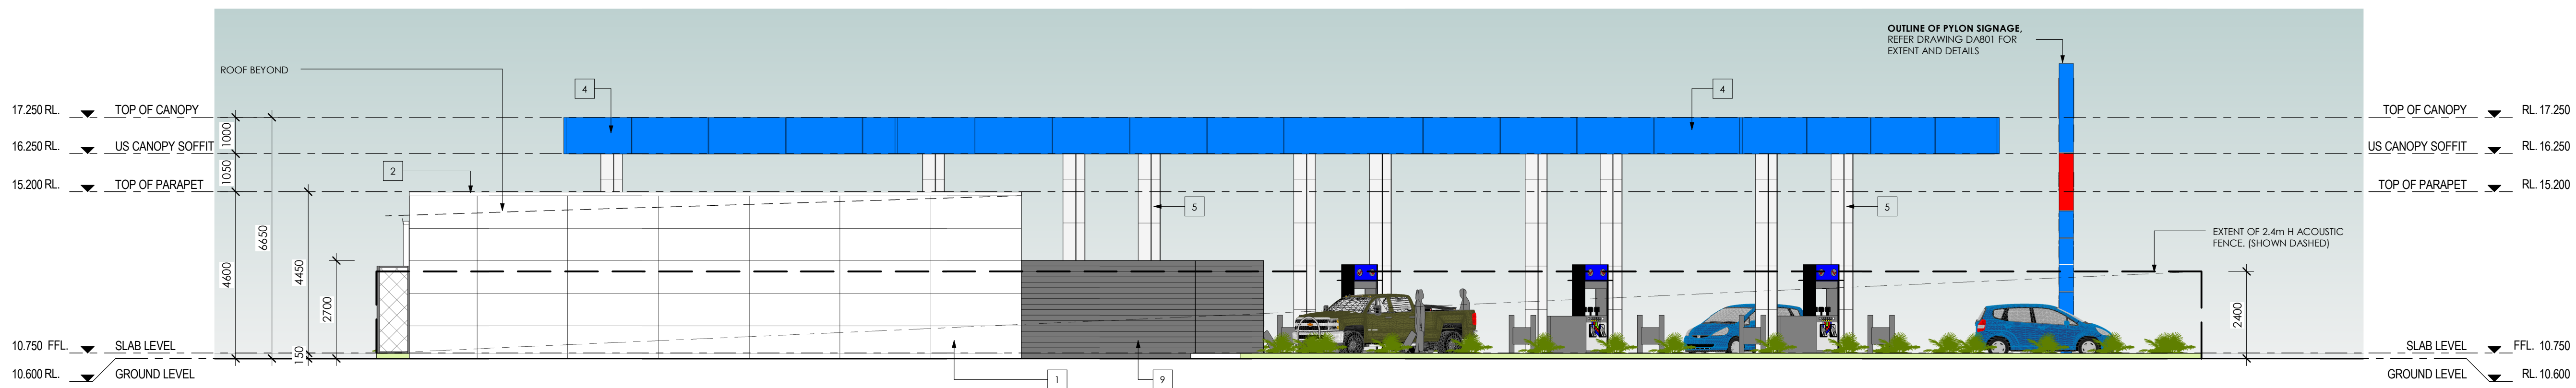 OUTLINE OF PYLON SIGNAGE,
REFER DRAWING DA801 FOR
EXTENT AND DETAILS
ROOF BEYOND
4
4
17.250 RL. TOP OF CANOPY
TOP OF CANOPY RL. 17.250
1000
16.250 RL. US CANOPY SOFFIT
US CANOPY SOFFIT RL. 16.250
1050
2
15.200 RL. TOP OF PARAPET
TOP OF PARAPET RL. 15.200
5
5
6650
EXTENT OF 2.4m H ACOUSTIC
FENCE. (SHOWN DASHED)
4600
4450
2700
2400
10.750 FFL. SLAB LEVEL
SLAB LEVEL FFL. 10.750
150
10.600 RL. GROUND LEVEL
GROUND LEVEL RL. 10.600
1
9